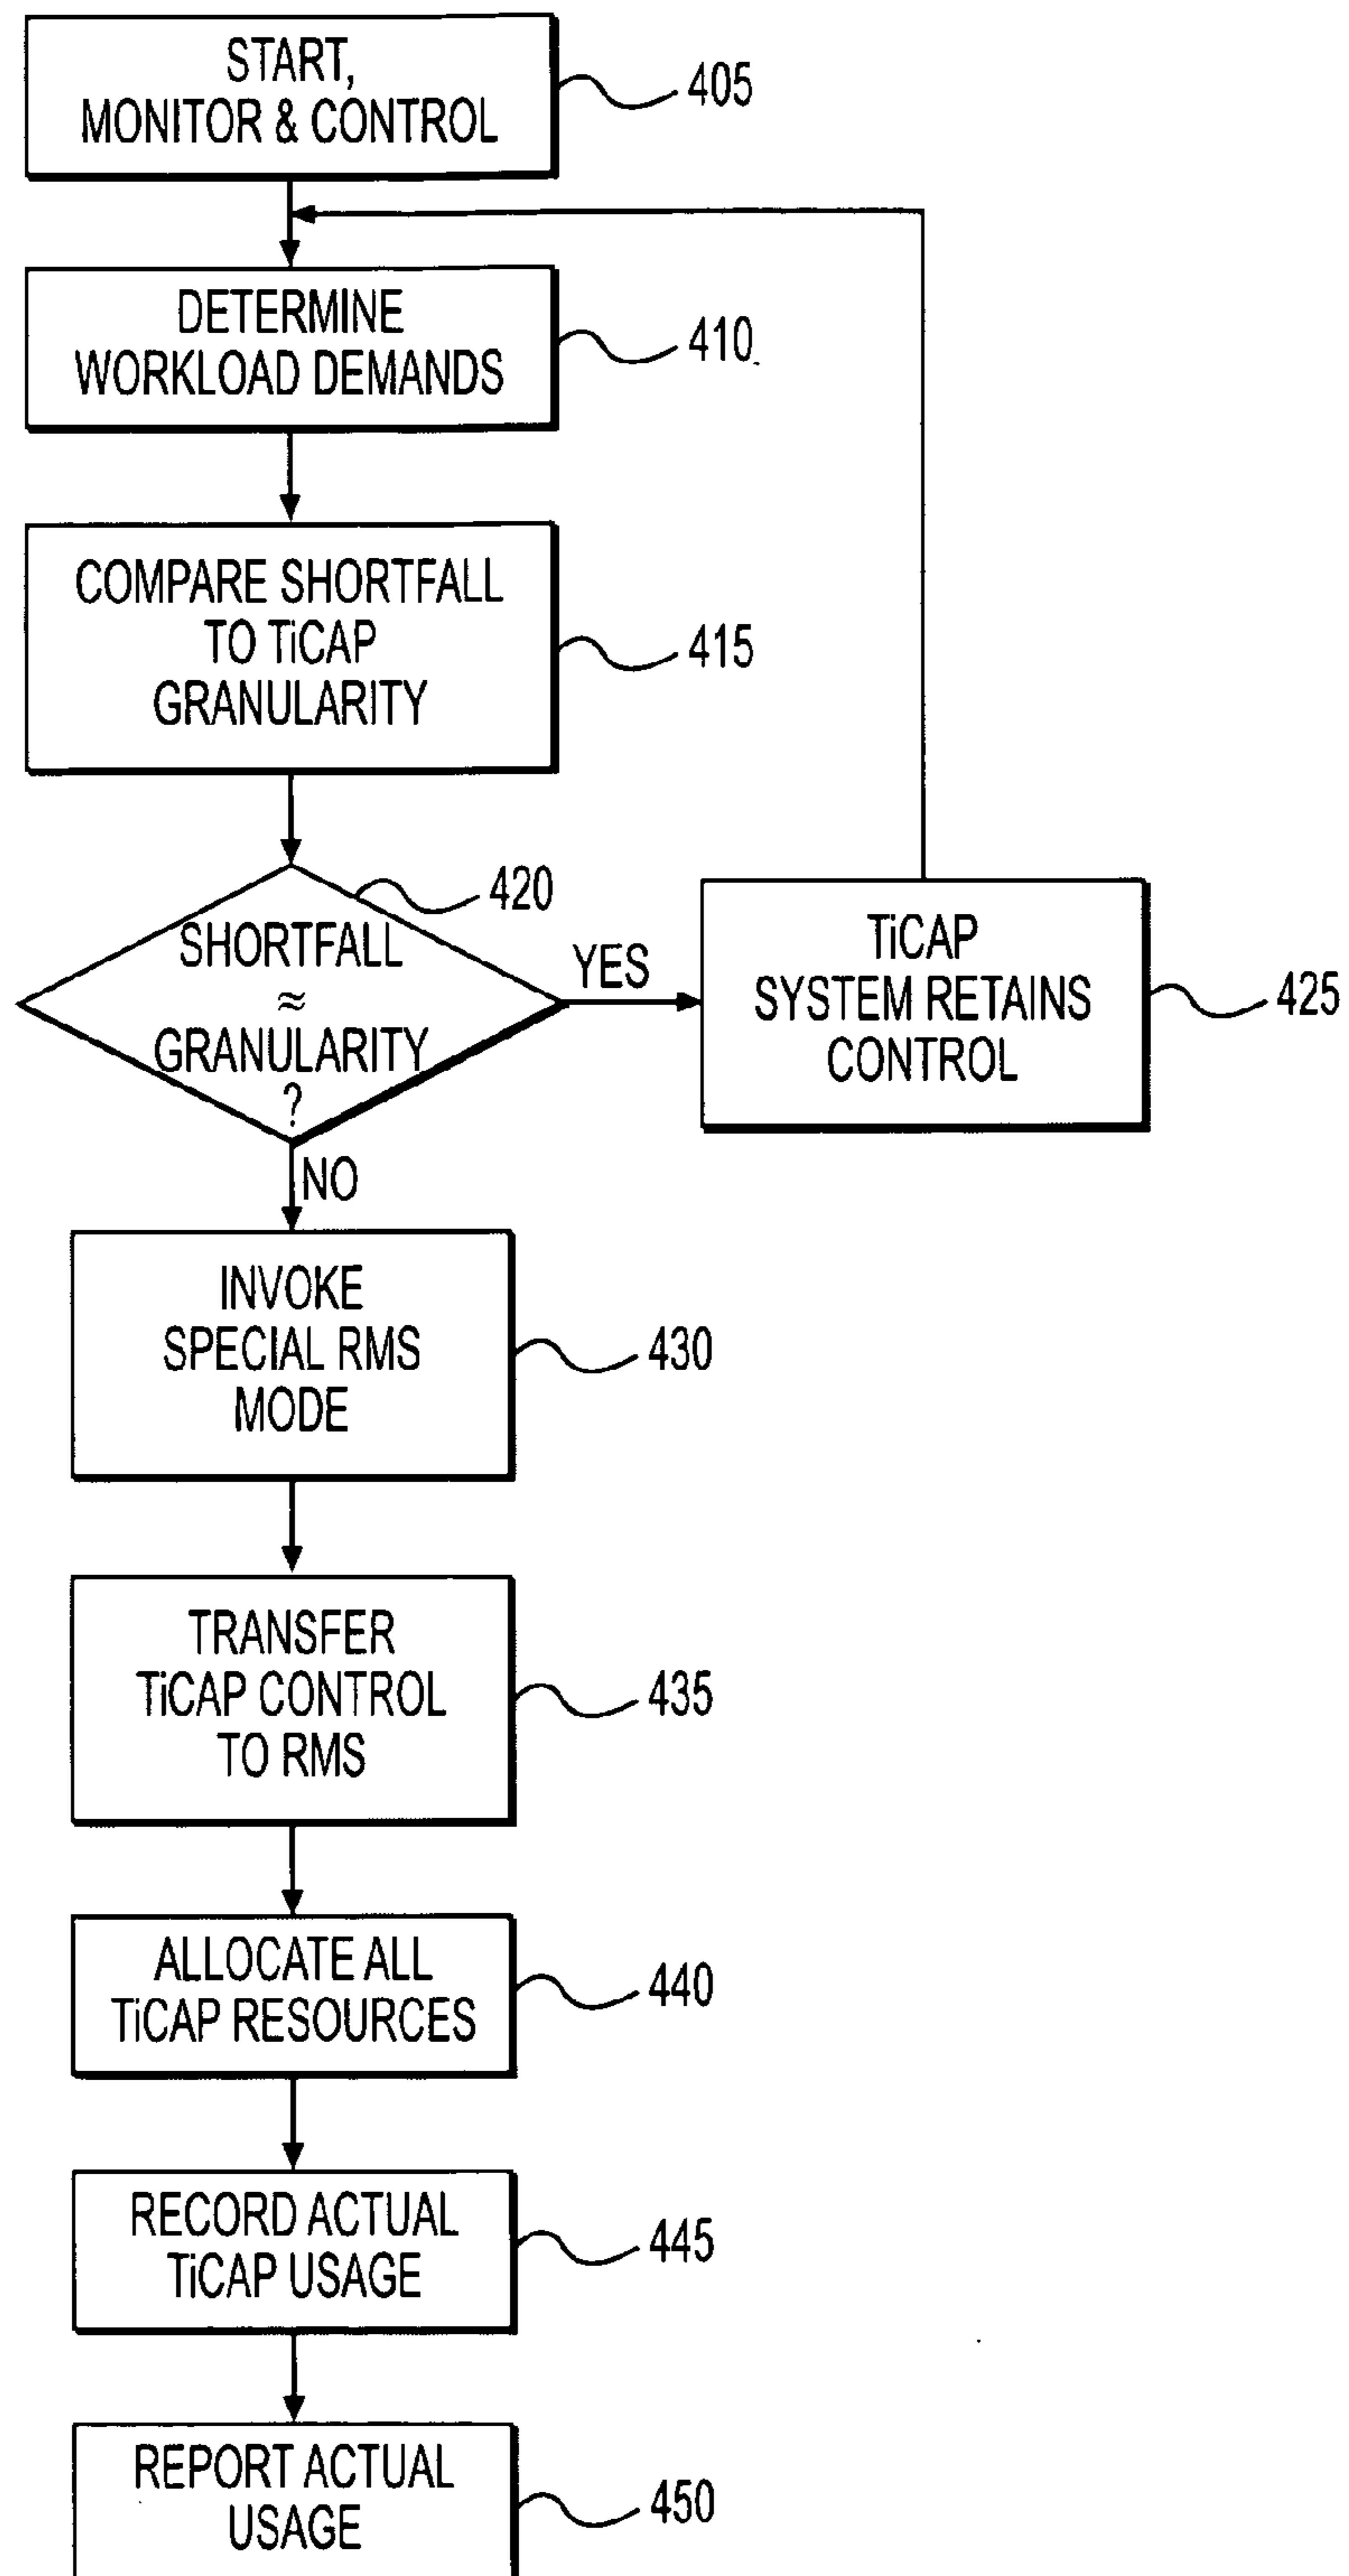 START,
MONITOR & CONTROL
405
DETERMINE
WORKLOAD DEMANDS
410
COMPARE SHORTFALL
TO TiCAP
GRANULARITY
415
420
SHORTFALL
≈
GRANULARITY
?
YES
TiCAP
SYSTEM RETAINS
CONTROL
425
NO
INVOKE
SPECIAL RMS
MODE
430
TRANSFER
TiCAP CONTROL
TO RMS
435
ALLOCATE ALL
TiCAP RESOURCES
440
RECORD ACTUAL
TiCAP USAGE
445
REPORT ACTUAL
USAGE
450